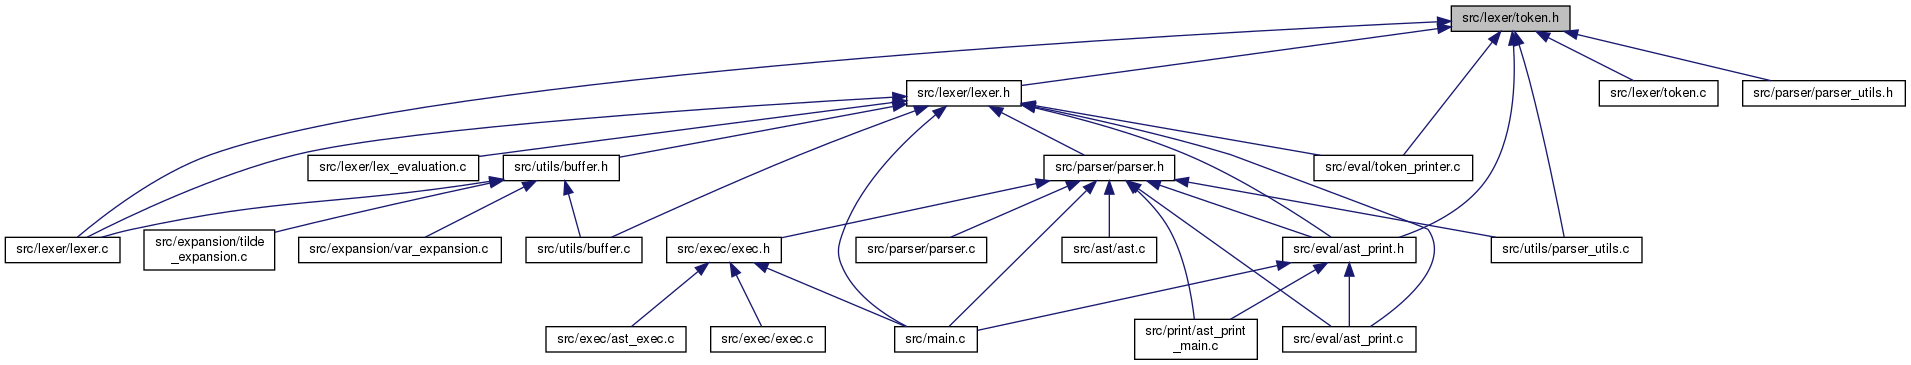 src/lexer/token.h
src/lexer/lexer.h
src/lexer/token.c
src/parser/parser_utils.h
src/lexer/lex_evaluation.c
src/utils/buffer.h
src/parser/parser.h
src/eval/token_printer.c
src/lexer/lexer.c
src/expansion/tilde
_expansion.c
src/expansion/var_expansion.c
src/utils/buffer.c
src/exec/exec.h
src/parser/parser.c
src/ast/ast.c
src/eval/ast_print.h
src/utils/parser_utils.c
src/exec/ast_exec.c
src/exec/exec.c
src/main.c
src/print/ast_print
_main.c
src/eval/ast_print.c